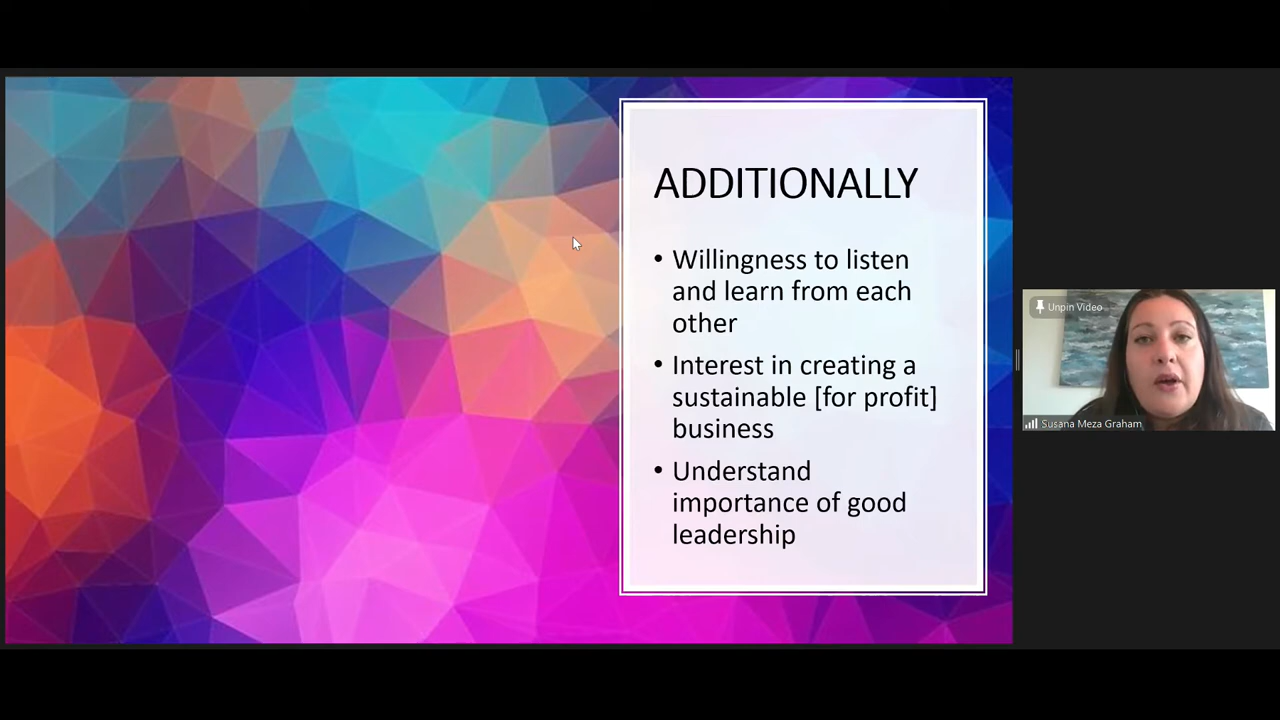 ADDITIONALLY
• Willingness to listen
and learn from each
other
• Interest in creating a
sustainable [for profit]
business
• Understand
importance of good
leadership
Unpin Video
Susana Meza Graham